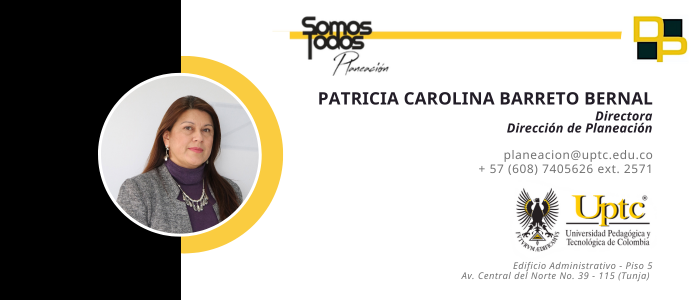 Somos
Todos
Planeación
DP
PATRICIA CAROLINA BARRETO BERNAL
Directora
Dirección de Planeación
planeacion@uptc.edu.co
+ 57 (608) 7405626 ext. 2571
Uptc®
Universidad Pedagógica y
Tecnológica de Colombia
Edificio Administrativo - Piso 5
Av. Central del Norte No. 39 - 115 (Tunja)